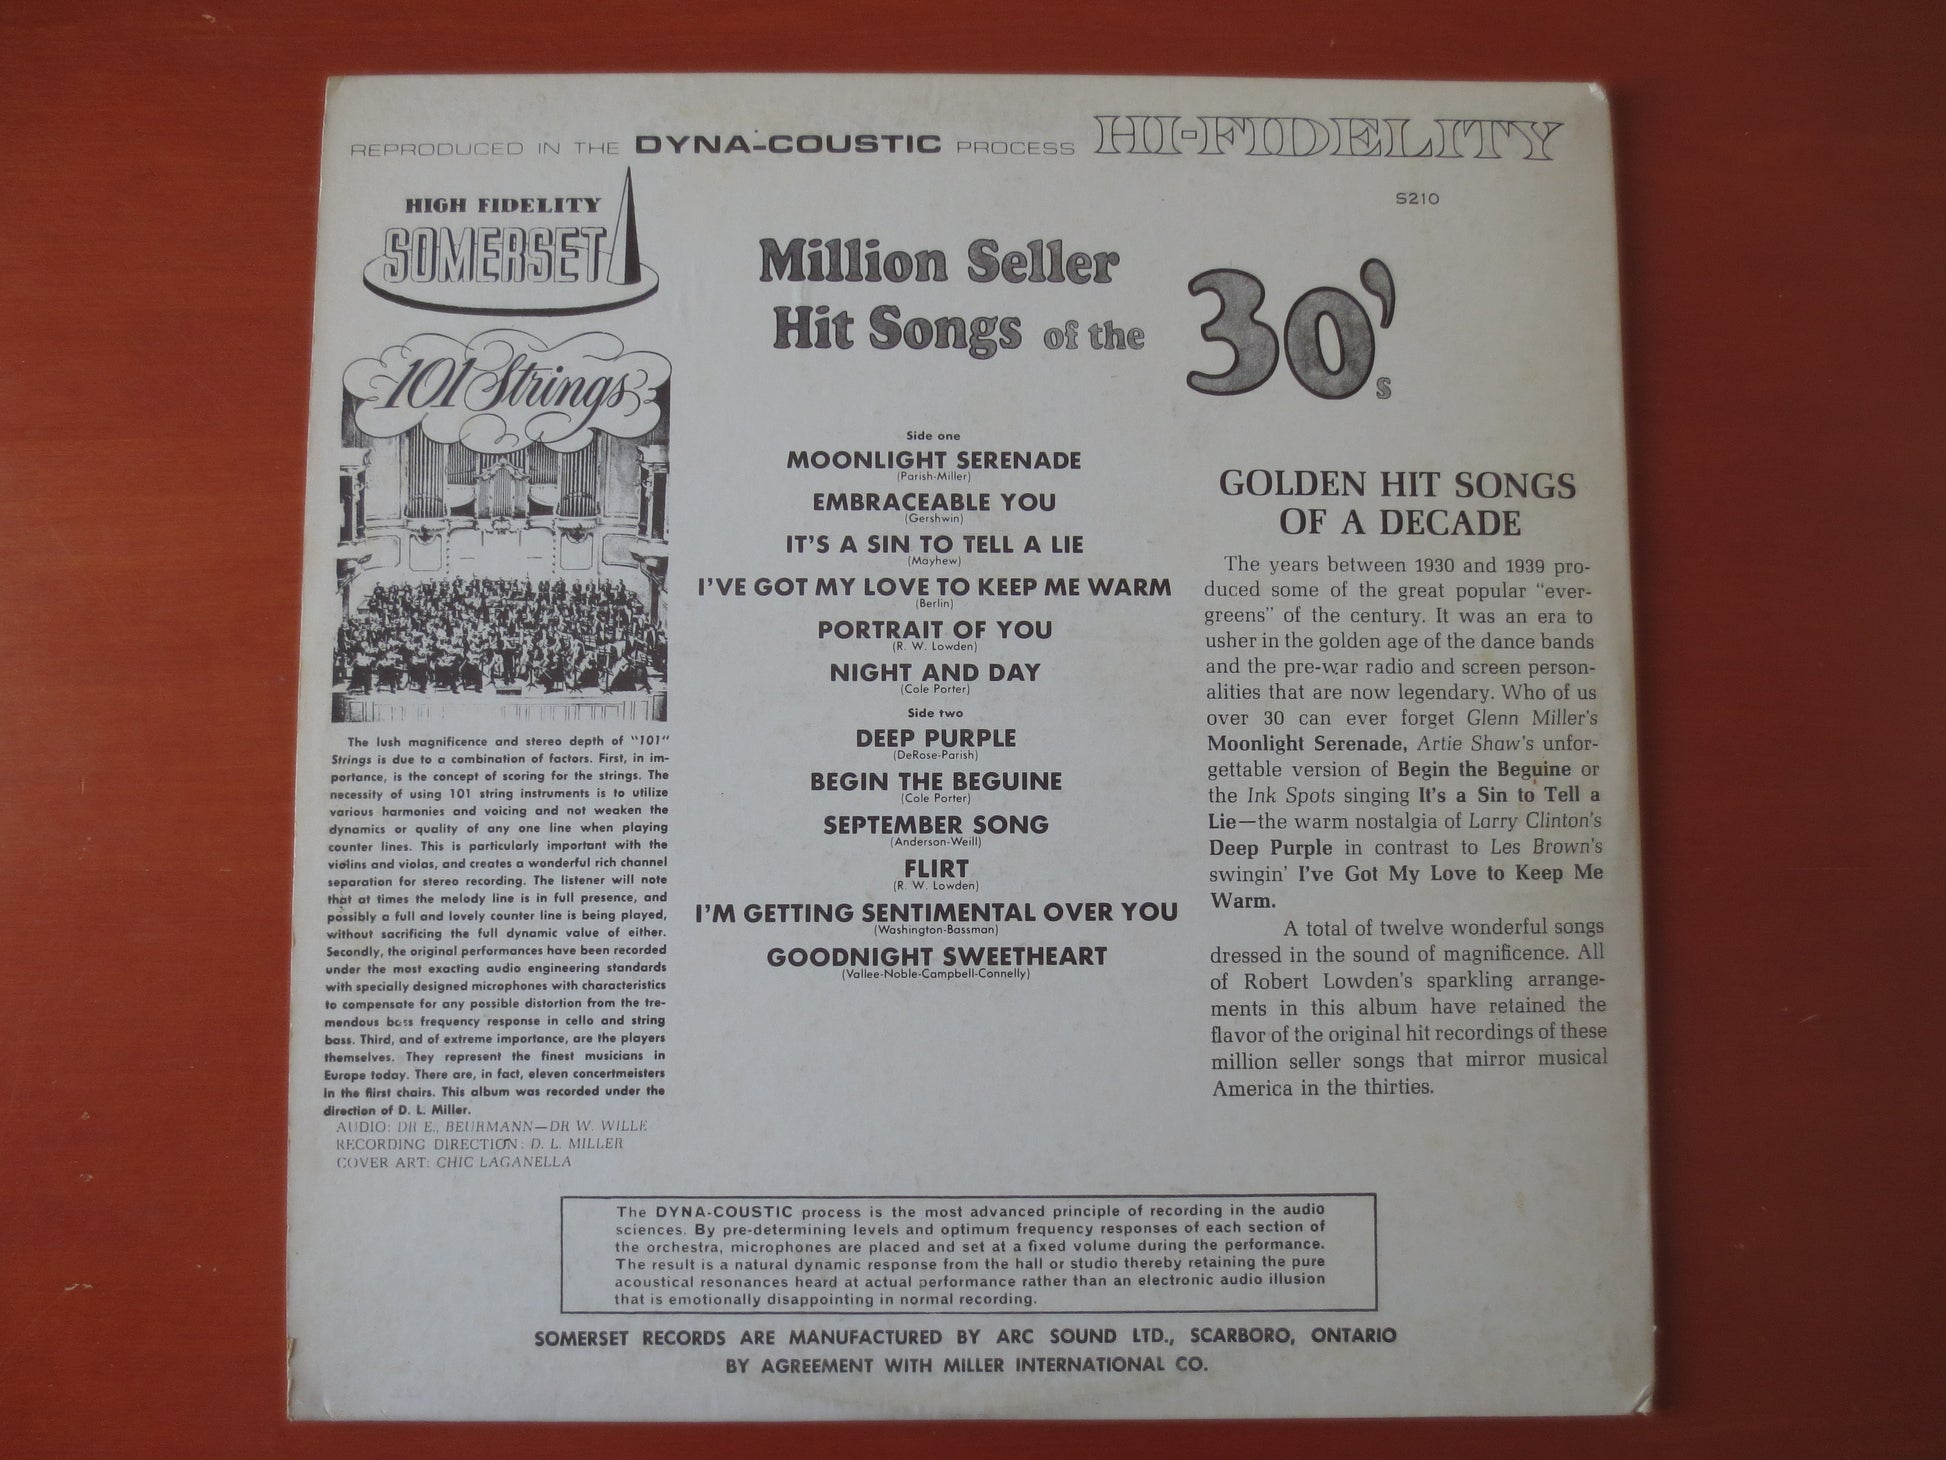 REPRODUCED IN THE DYNA-COUSTIC PROCESS HI-FIDELITY
S210
HIGH FIDELITY
SOMERSET
101 Strings
The lush magnificence and stereo depth of "101"
Strings is due to a combination of factors. First, in im-
portance, is the concept of scoring for the strings. The
necessity of using 101 string instruments is to utilize
various harmonies and voicing and not weaken the
dynamics or quality of any one line when playing
counter lines. This is particularly important with the
violins and violas, and creates a wonderful rich channel
separation for stereo recording. The listener will note
that at times the melody line is in full presence, and
possibly a full and lovely counter line is being played,
without sacrificing the full dynamic value of either.
Secondly, the original performances have been recorded
under the most exacting audio engineering standards
with specially designed microphones with characteristics
to compensate for any possible distortion from the tre-
mendous bass frequency response in cello and string
bass. Third, and of extreme importance, are the players
themselves. They represent the finest musicians in
Europe today. There are, in fact, eleven concertmeisters
in the first chairs. This album was recorded under the
direction of D. L. Miller.
AUDIO: DR E., BEURMANN—DR W. WILLE
RECORDING DIRECTION: D. L. MILLER
COVER ART: CHIC LAGANELLA
Million Seller
Hit Songs of the
30's
Side one
MOONLIGHT SERENADE
(Parish-Miller)
EMBRACEABLE YOU
(Gershwin)
IT'S A SIN TO TELL A LIE
(Mayhew)
I'VE GOT MY LOVE TO KEEP ME WARM
(Berlin)
PORTRAIT OF YOU
(R. W. Lowden)
NIGHT AND DAY
(Cole Porter)
Side two
DEEP PURPLE
(DeRose-Parish)
BEGIN THE BEGUINE
(Cole Porter)
SEPTEMBER SONG
(Anderson-Weill)
FLIRT
(R. W. Lowden)
I'M GETTING SENTIMENTAL OVER YOU
(Washington-Bassman)
GOODNIGHT SWEETHEART
(Vallee-Noble-Campbell-Connelly)
GOLDEN HIT SONGS
OF A DECADE
The years between 1930 and 1939 pro-
duced some of the great popular "ever-
greens" of the century. It was an era to
usher in the golden age of the dance bands
and the pre-war radio and screen person-
alities that are now legendary. Who of us
over 30 can ever forget Glenn Miller's
Moonlight Serenade, Artie Shaw's unfor-
gettable version of Begin the Beguine or
the Ink Spots singing It's a Sin to Tell a
Lie—the warm nostalgia of Larry Clinton's
Deep Purple in contrast to Les Brown's
swingin' I've Got My Love to Keep Me
Warm.
A total of twelve wonderful songs
dressed in the sound of magnificence. All
of Robert Lowden's sparkling arrange-
ments in this album have retained the
flavor of the original hit recordings of these
million seller songs that mirror musical
America in the thirties.
The DYNA-COUSTIC process is the most advanced principle of recording in the audio
sciences. By pre-determining levels and optimum frequency responses of each section of
the orchestra, microphones are placed and set at a fixed volume during the performance.
The result is a natural dynamic response from the hall or studio thereby retaining the pure
acoustical resonances heard at actual performance rather than an electronic audio illusion
that is emotionally disappointing in normal recording.
SOMERSET RECORDS ARE MANUFACTURED BY ARC SOUND LTD., SCARBORO, ONTARIO
BY AGREEMENT WITH MILLER INTERNATIONAL CO.